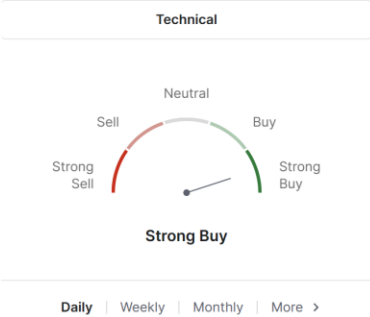 Technical
Neutral
Sell
Buy
Strong
Sell
Strong
Buy
Strong Buy
Daily Weekly Monthly More